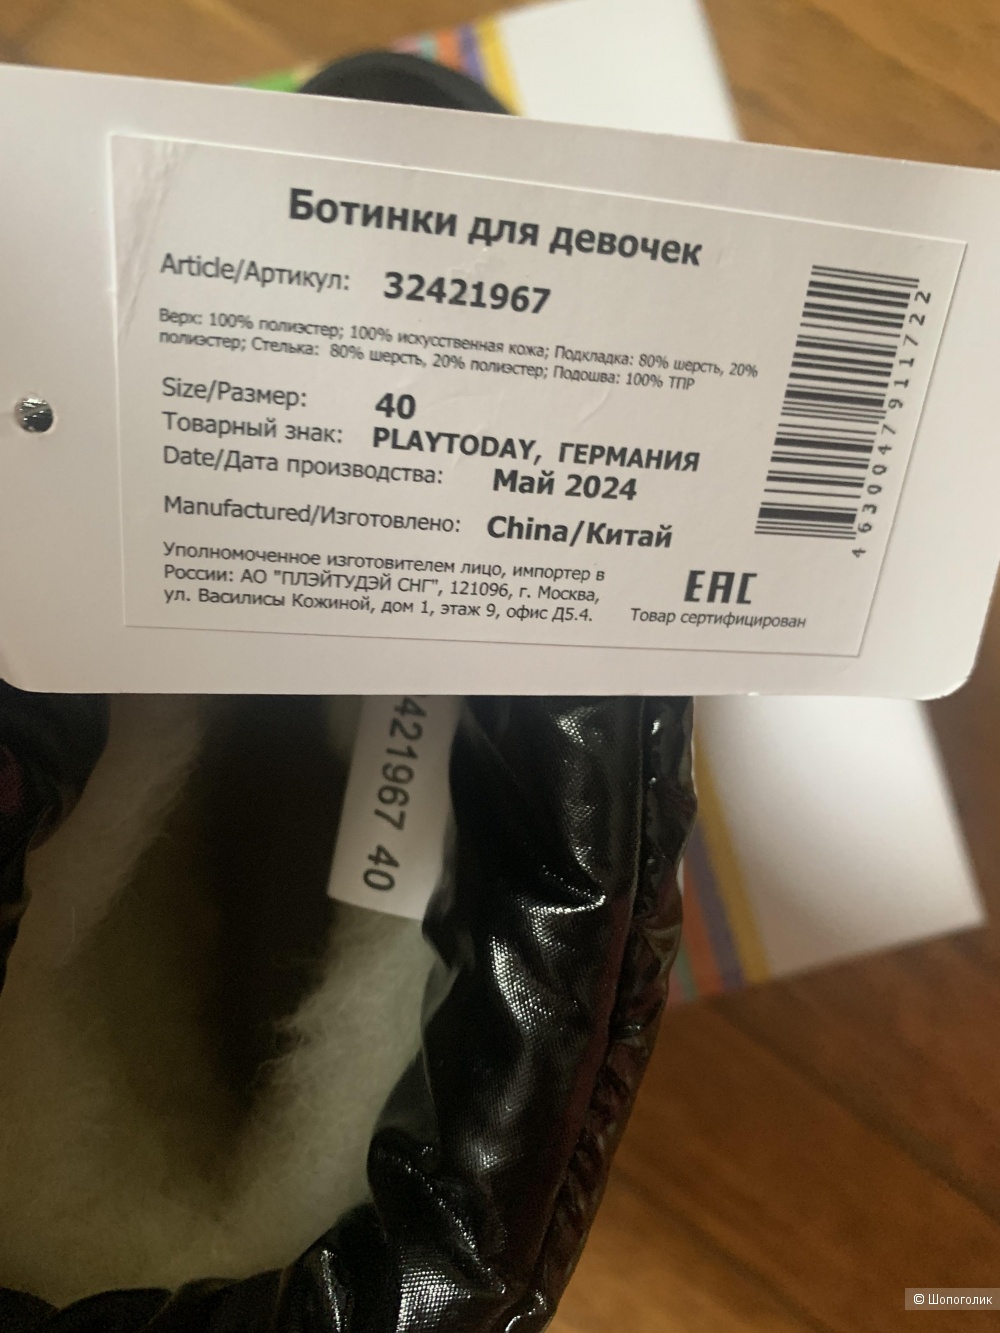 Ботинки для девочек
Article/Артикул: 32421967
Верх: 100% полиэстер; 100% искусственная кожа; Подкладка: 80% шерсть, 20%
полиэстер; Стелька: 80% шерсть, 20% полиэстер; Подошва: 100% ТПР
Size/Размер: 40
Товарный знак: PLAYTODAY, ГЕРМАНИЯ
Date/Дата производства: Май 2024
Manufactured/Изготовлено: China/Китай
Уполномоченное изготовителем лицо, импортер в
России: АО "ПЛЭЙТУДЭЙ СНГ", 121096, г. Москва,
ул. Василисы Кожиной, дом 1, этаж 9, офис Д5.4.
EAC
Товар сертифицирован
4630047911722
421967 40
© Шопоголик